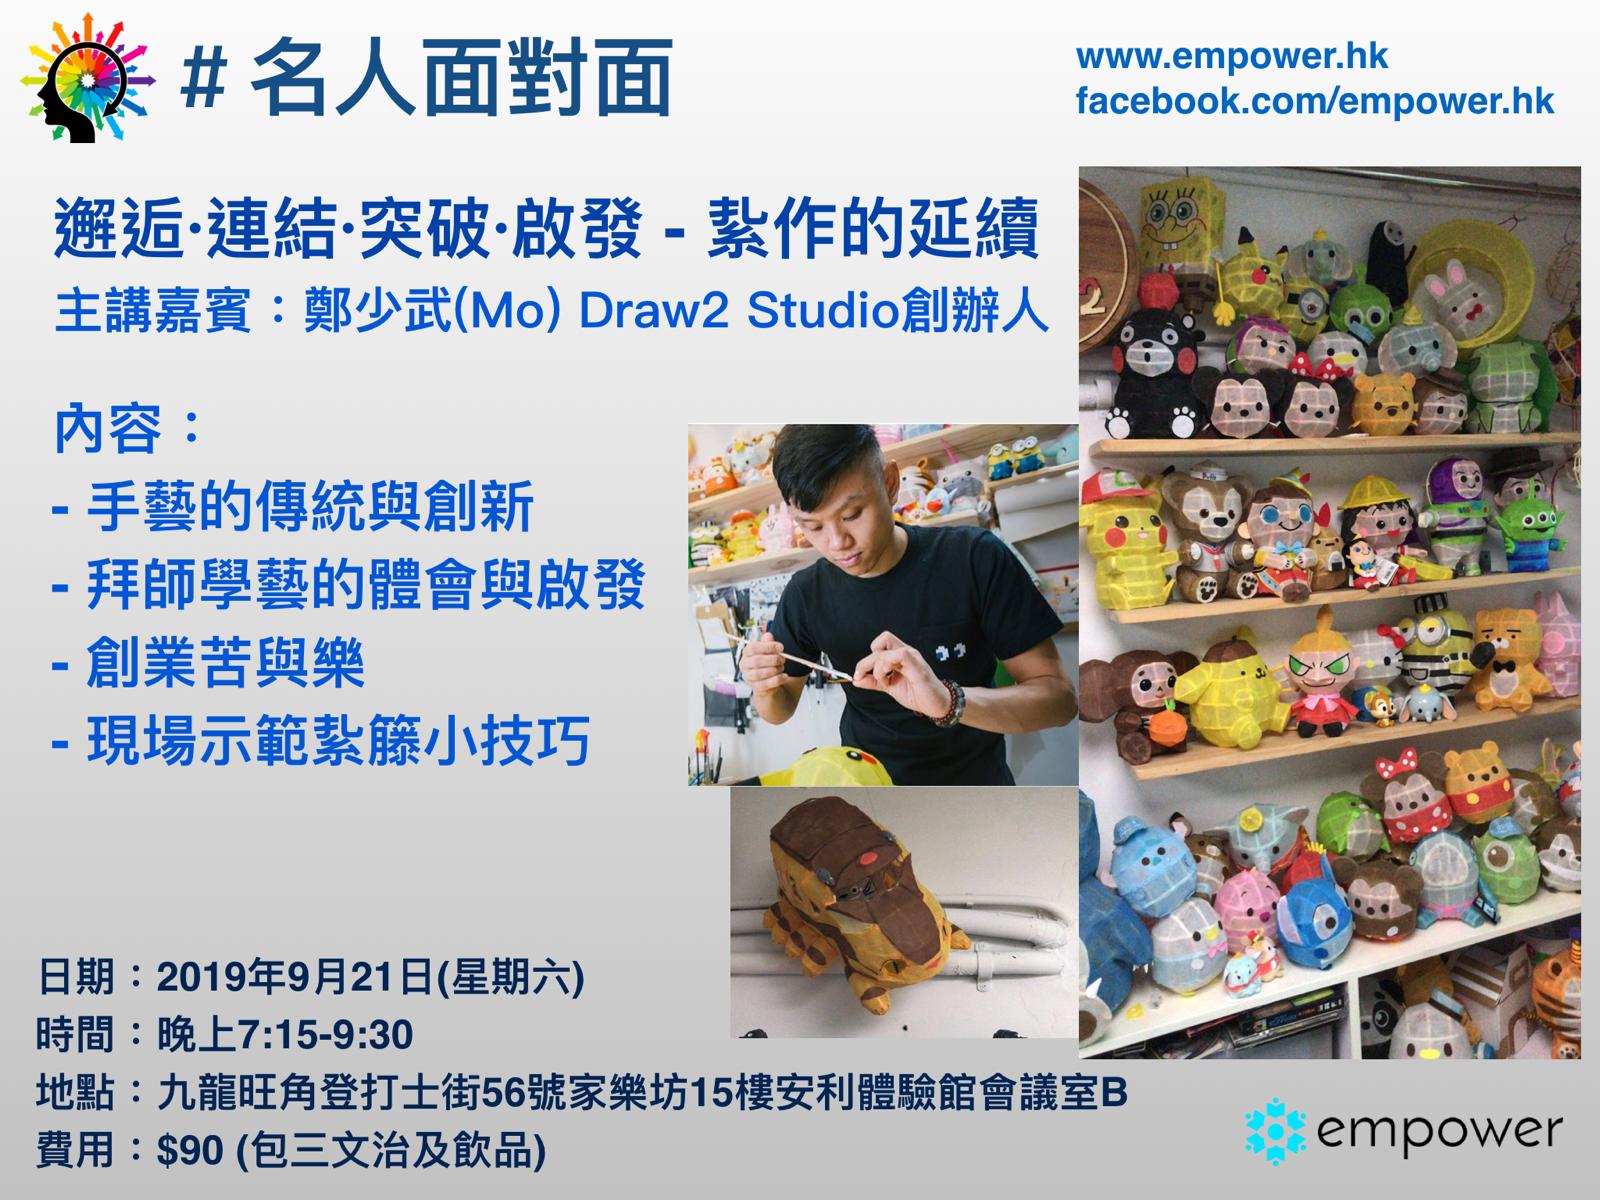 # 名人面對面
www.empower.hk
facebook.com/empower.hk
邂逅·連結·突破·啟發 - 紮作的延續
主講嘉賓：鄭少武(Mo) Draw2 Studio創辦人
內容：
- 手藝的傳統與創新
- 拜師學藝的體會與啟發
- 創業苦與樂
- 現場示範紮籐小技巧
日期：2019年9月21日(星期六)
時間：晚上7:15-9:30
地點：九龍旺角登打士街56號家樂坊15樓安利體驗館會議室B
費用：$90 (包三文治及飲品)
empower